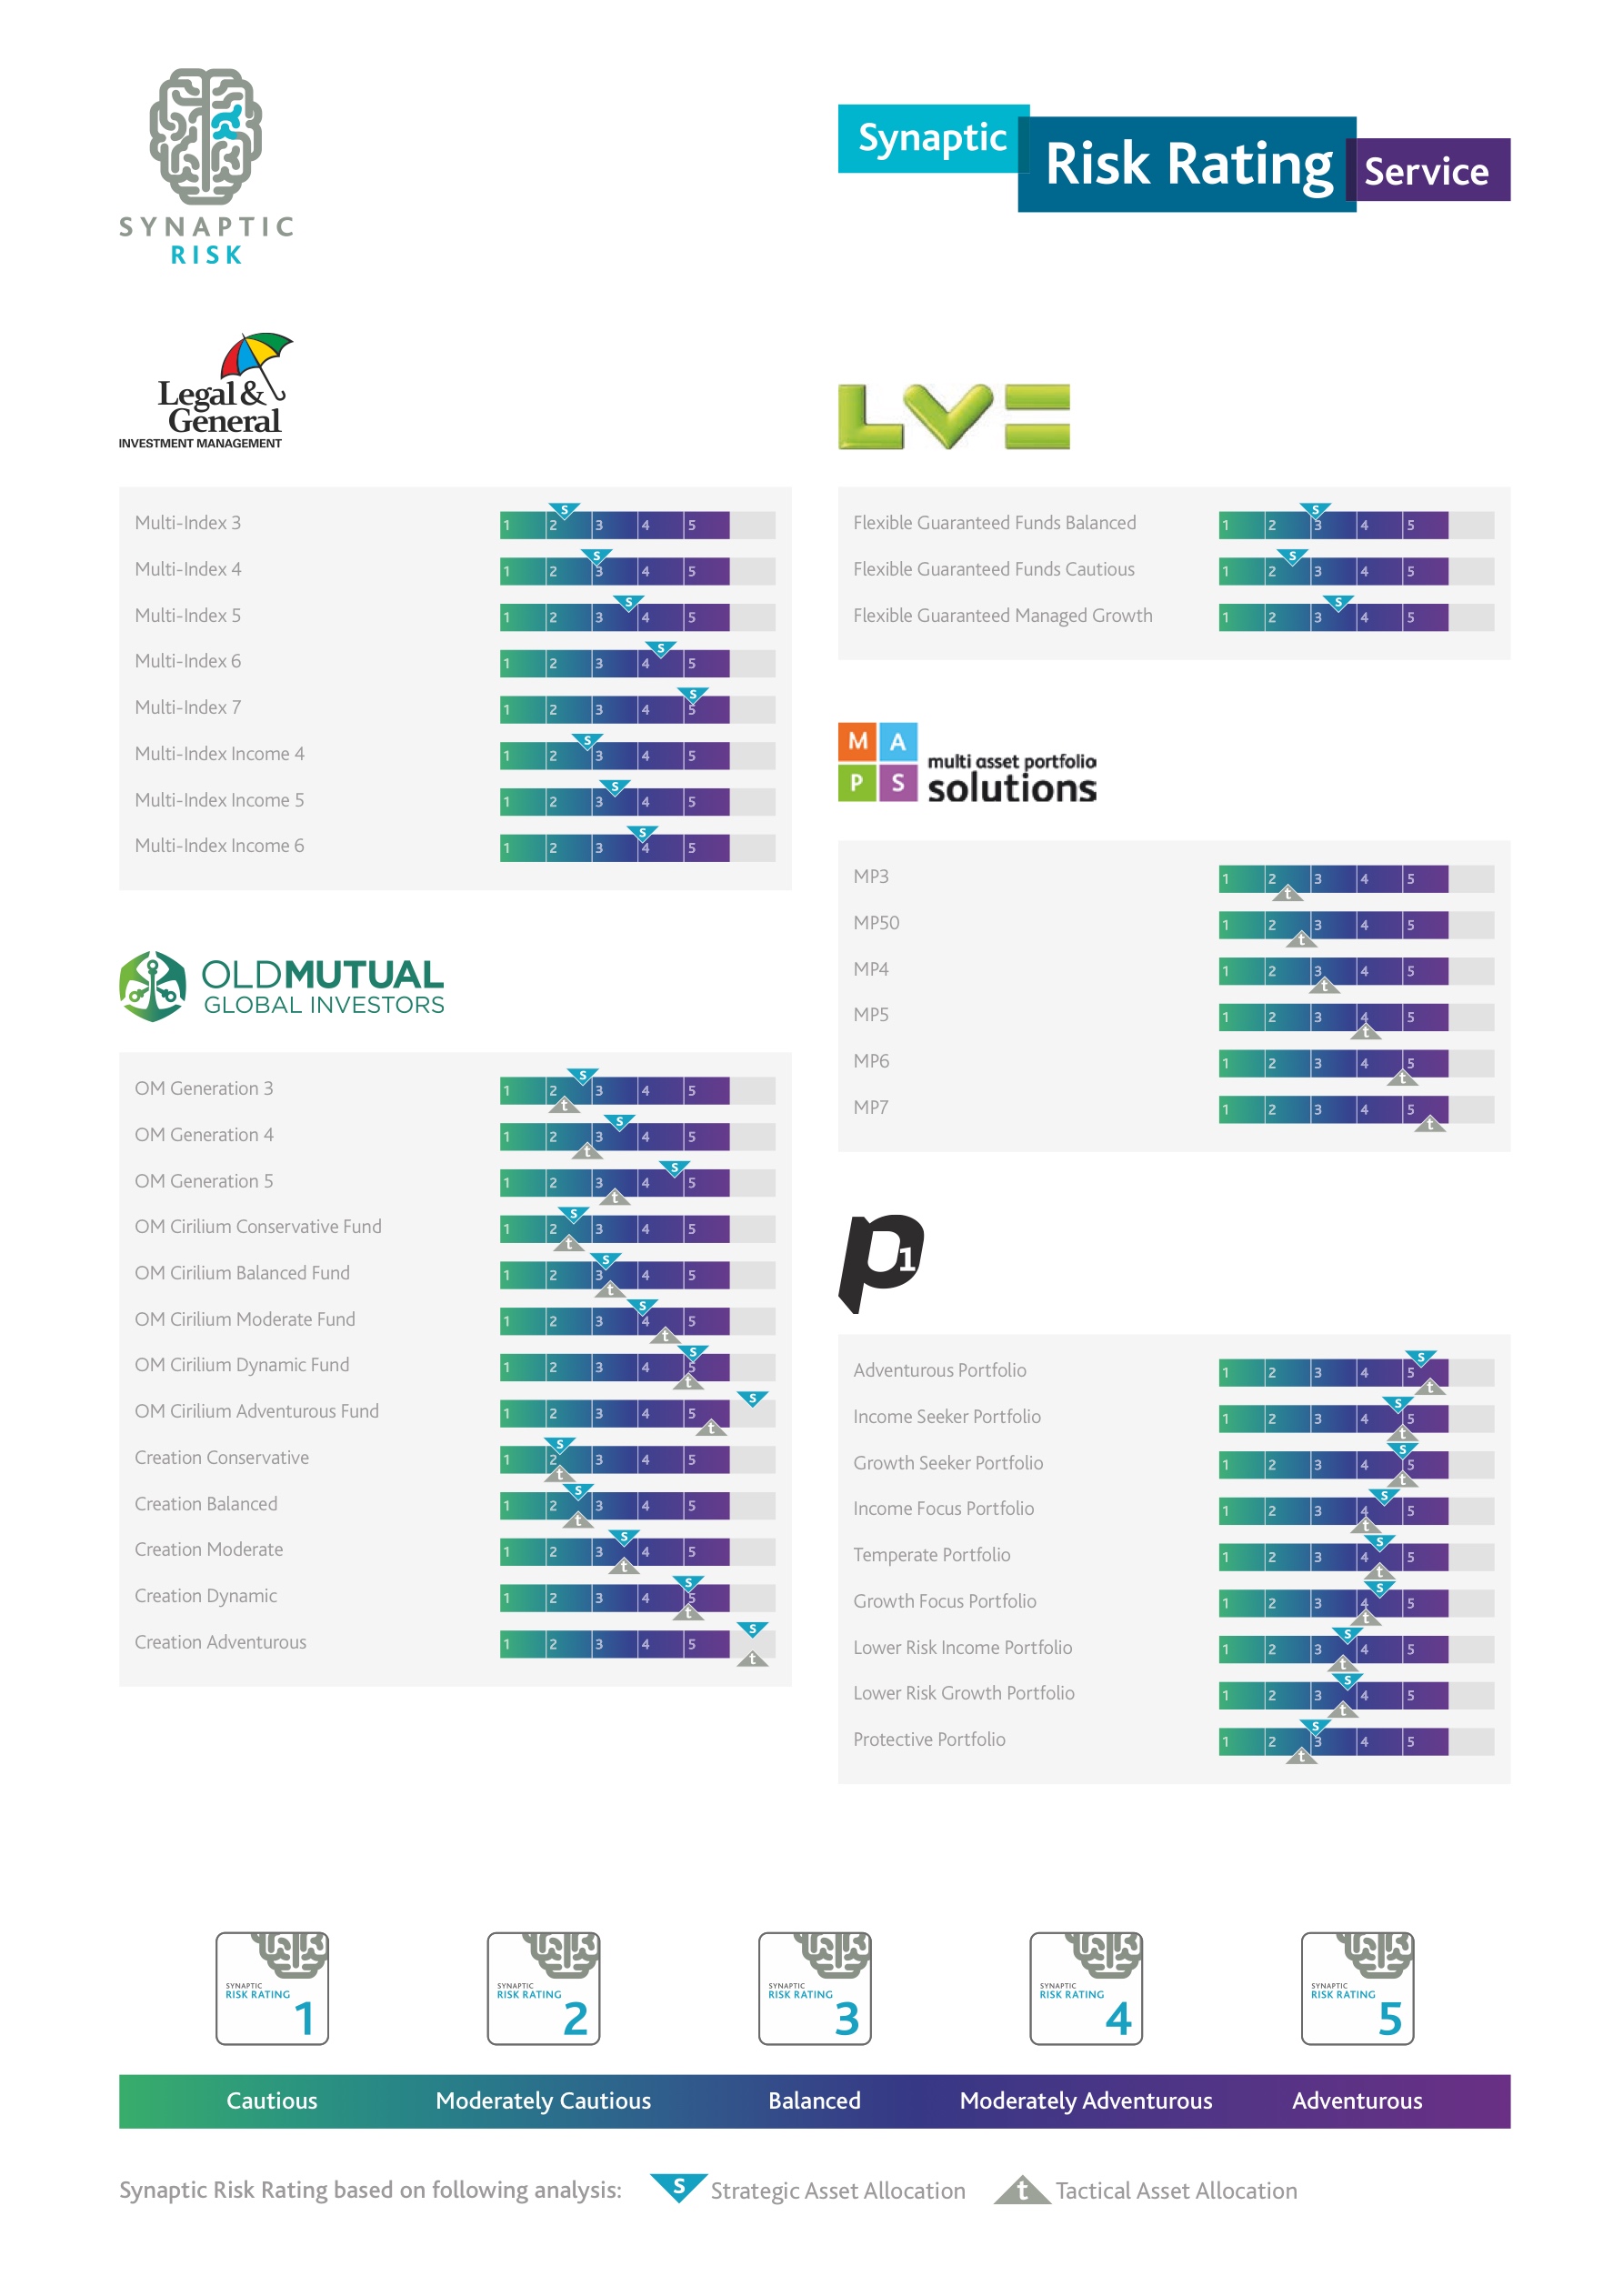 SYNAPTIC
RISK
Synaptic
Risk Rating
Service
Legal &
General
INVESTMENT MANAGEMENT
Multi-Index 3
1 2 3 4 5
S
Multi-Index 4
1 2 3 4 5
S
Multi-Index 5
1 2 3 4 5
S
Multi-Index 6
1 2 3 4 5
S
Multi-Index 7
1 2 3 4 5
S
Multi-Index Income 4
1 2 3 4 5
S
Multi-Index Income 5
1 2 3 4 5
S
Multi-Index Income 6
1 2 3 4 5
S
OLDMUTUAL
GLOBAL INVESTORS
OM Generation 3
1 2 3 4 5
S
t
OM Generation 4
1 2 3 4 5
S
t
OM Generation 5
1 2 3 4 5
S
t
OM Cirilium Conservative Fund
1 2 3 4 5
S
t
OM Cirilium Balanced Fund
1 2 3 4 5
S
t
OM Cirilium Moderate Fund
1 2 3 4 5
S
t
OM Cirilium Dynamic Fund
1 2 3 4 5
S
t
OM Cirilium Adventurous Fund
1 2 3 4 5
S
t
Creation Conservative
1 2 3 4 5
S
t
Creation Balanced
1 2 3 4 5
S
t
Creation Moderate
1 2 3 4 5
S
t
Creation Dynamic
1 2 3 4 5
S
t
Creation Adventurous
1 2 3 4 5
S
t
LV=
Flexible Guaranteed Funds Balanced
1 2 3 4 5
S
Flexible Guaranteed Funds Cautious
1 2 3 4 5
S
Flexible Guaranteed Managed Growth
1 2 3 4 5
S
M A
P S
multi asset portfolio
solutions
MP3
1 2 3 4 5
t
MP50
1 2 3 4 5
t
MP4
1 2 3 4 5
t
MP5
1 2 3 4 5
t
MP6
1 2 3 4 5
t
MP7
1 2 3 4 5
t
p1
Adventurous Portfolio
1 2 3 4 5
S
t
Income Seeker Portfolio
1 2 3 4 5
S
t
Growth Seeker Portfolio
1 2 3 4 5
S
t
Income Focus Portfolio
1 2 3 4 5
S
t
Temperate Portfolio
1 2 3 4 5
S
t
Growth Focus Portfolio
1 2 3 4 5
S
t
Lower Risk Income Portfolio
1 2 3 4 5
S
t
Lower Risk Growth Portfolio
1 2 3 4 5
S
t
Protective Portfolio
1 2 3 4 5
S
t
SYNAPTIC
RISK RATING
1
SYNAPTIC
RISK RATING
2
SYNAPTIC
RISK RATING
3
SYNAPTIC
RISK RATING
4
SYNAPTIC
RISK RATING
5
Cautious
Moderately Cautious
Balanced
Moderately Adventurous
Adventurous
Synaptic Risk Rating based on following analysis: S Strategic Asset Allocation t Tactical Asset Allocation